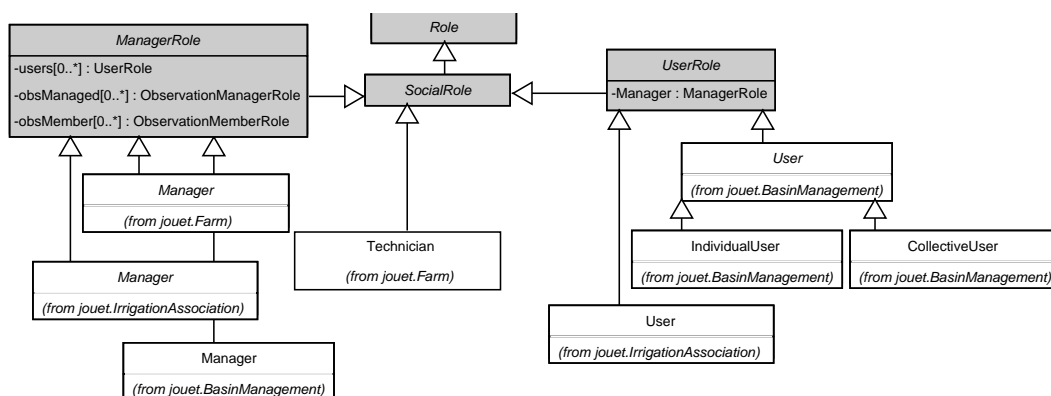 Role
ManagerRole
-users[0..*] : UserRole
-obsManaged[0..*] : ObservationManagerRole
-obsMember[0..*] : ObservationMemberRole
SocialRole
UserRole
-Manager : ManagerRole
User
(from jouet.BasinManagement)
Manager
(from jouet.Farm)
Technician
(from jouet.Farm)
IndividualUser
(from jouet.BasinManagement)
CollectiveUser
(from jouet.BasinManagement)
Manager
(from jouet.IrrigationAssociation)
User
(from jouet.IrrigationAssociation)
Manager
(from jouet.BasinManagement)